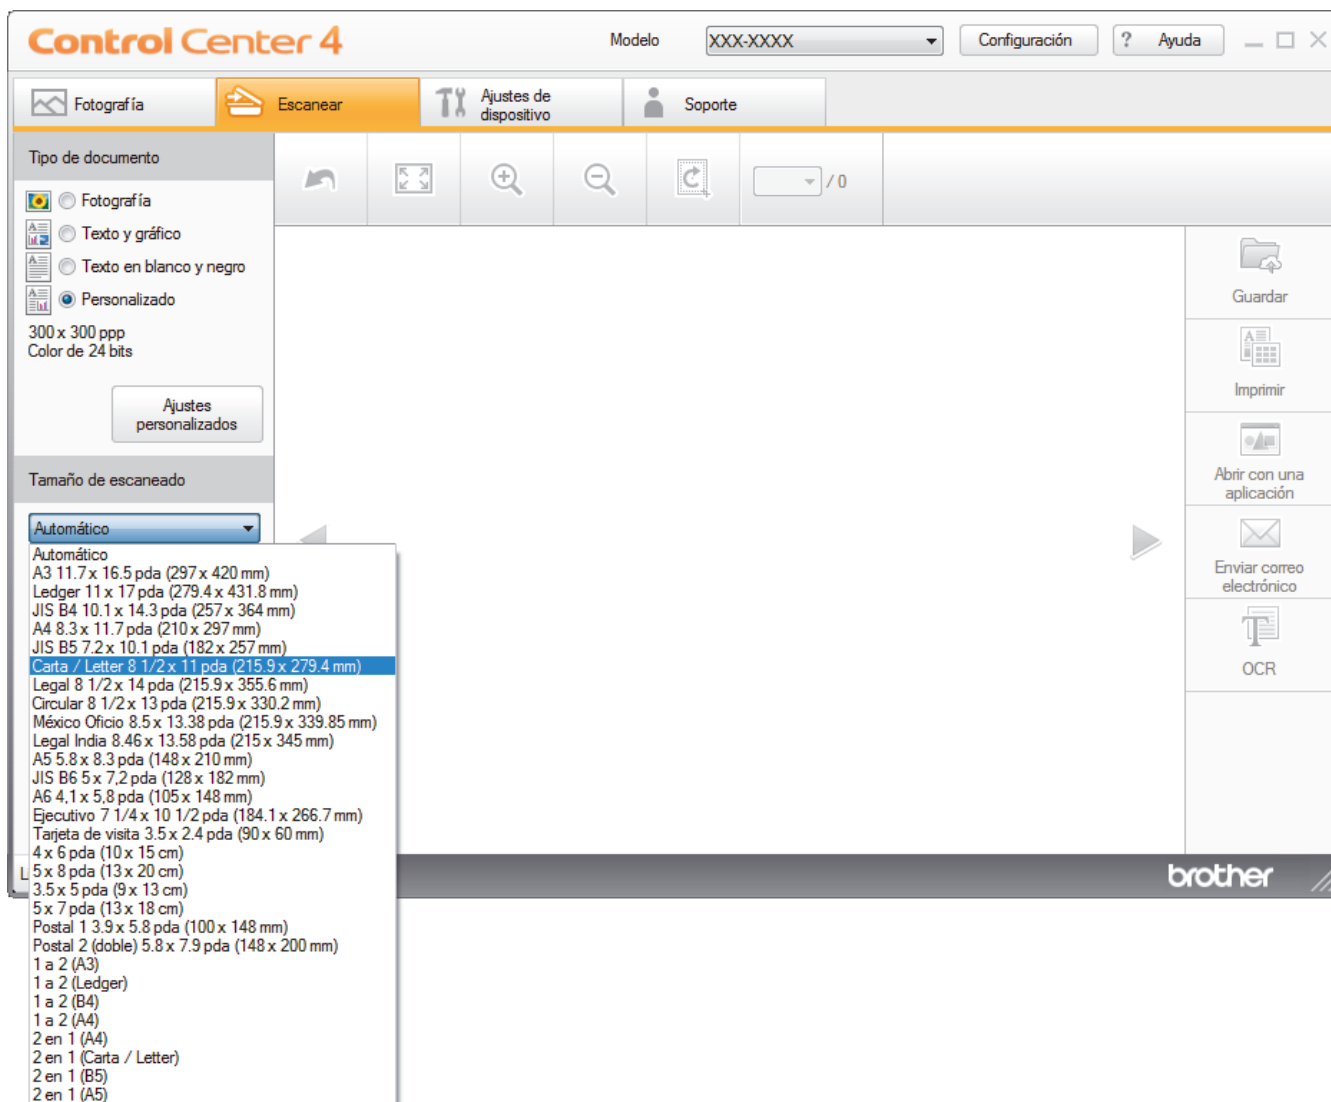 Control Center 4
Modelo
XXX-XXXX
Configuración
? Ayuda
Fotografía
Escanear
Ajustes de
dispositivo
Soporte
Tipo de documento
/ 0
Fotografía
Texto y gráfico
Texto en blanco y negro
Personalizado
300 x 300 ppp
Color de 24 bits
Ajustes
personalizados
Tamaño de escaneado
Automático
Automático
A3 11.7 x 16.5 pda (297 x 420 mm)
Ledger 11 x 17 pda (279.4 x 431.8 mm)
JIS B4 10.1 x 14.3 pda (257 x 364 mm)
A4 8.3 x 11.7 pda (210 x 297 mm)
JIS B5 7.2 x 10.1 pda (182 x 257 mm)
Carta / Letter 8 1/2 x 11 pda (215.9 x 279.4 mm)
Legal 8 1/2 x 14 pda (215.9 x 355.6 mm)
Circular 8 1/2 x 13 pda (215.9 x 330.2 mm)
México Oficio 8.5 x 13.38 pda (215.9 x 339.85 mm)
Legal India 8.46 x 13.58 pda (215 x 345 mm)
A5 5.8 x 8.3 pda (148 x 210 mm)
JIS B6 5 x 7,2 pda (128 x 182 mm)
A6 4,1 x 5,8 pda (105 x 148 mm)
Ejecutivo 7 1/4 x 10 1/2 pda (184.1 x 266.7 mm)
Tarjeta de visita 3.5 x 2.4 pda (90 x 60 mm)
4 x 6 pda (10 x 15 cm)
5 x 8 pda (13 x 20 cm)
3.5 x 5 pda (9 x 13 cm)
5 x 7 pda (13 x 18 cm)
Postal 1 3.9 x 5.8 pda (100 x 148 mm)
Postal 2 (doble) 5.8 x 7.9 pda (148 x 200 mm)
1 a 2 (A3)
1 a 2 (Ledger)
1 a 2 (B4)
1 a 2 (A4)
2 en 1 (A4)
2 en 1 (Carta / Letter)
2 en 1 (B5)
2 en 1 (A5)
Guardar
Imprimir
Abrir con una
aplicación
Enviar correo
electrónico
OCR
brother